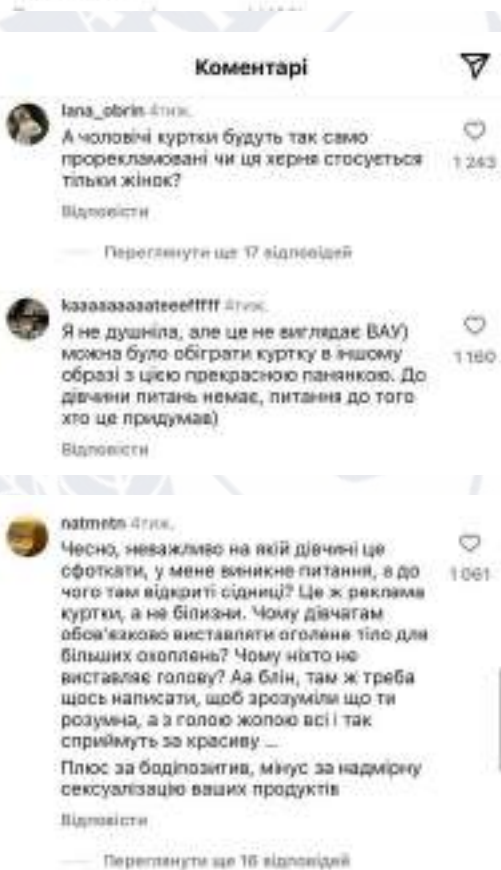 Коментарі
lana_obrin 4тиж.
А чоловічі куртки будуть так само
прорекламовані чи ця херня стосується
тільки жінок?
1 243
Відповісти
Переглянути ще 17 відповідей
kaaaaaaaateeefffff 4тиж.
Я не душніла, але це не виглядає ВАУ)
можна було обіграти куртку в іншому
образі з цією прекрасною панянкою. До
дівчини питань немає, питання до того
хто це придумав)
1 160
Відповісти
natmntn 4тиж.
Чесно, неважливо на якій дівчині це
сфоткати, у мене виникне питання, а до
чого там відкриті сідниці? Це ж реклама
куртки, а не білизни. Чому дівчатам
обов'язково виставляти оголене тіло для
більших охоплень? Чому ніхто не
виставляє голову? Аа блін, там ж треба
щось написати, щоб зрозуміли що ти
розумна, а з голою жопою всі і так
сприймуть за красиву ...
Плюс за бодіпозитив, мінус за надмірну
сексуалізацію ваших продуктів
1 061
Відповісти
Переглянути ще 16 відповідей